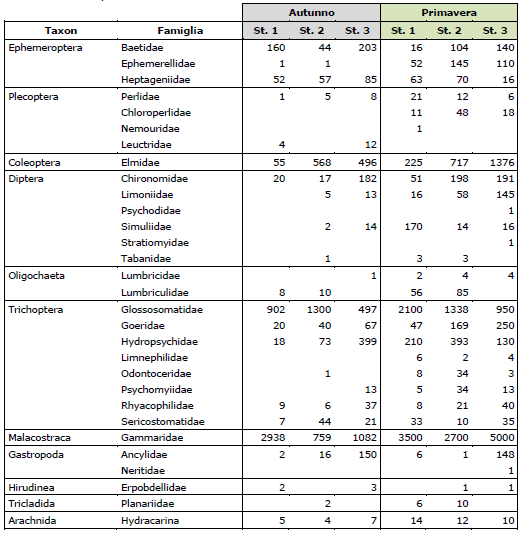 Autunno Primavera
Taxon Famiglia St. 1 St. 2 St. 3 St. 1 St. 2 St. 3
Ephemeroptera Baetidae 160 44 203 16 104 140
Ephemerellidae 1 1 52 145 110
Heptageniidae 52 57 85 63 70 16
Plecoptera Perlidae 1 5 8 21 12 6
Chloroperlidae 11 48 18
Nemouridae 1
Leuctridae 4 12
Coleoptera Elmidae 55 568 496 225 717 1376
Diptera Chironomidae 20 17 182 51 198 191
Limoniidae 5 13 16 58 145
Psychodidae 1
Simuliidae 2 14 170 14 16
Stratiomyidae 1
Tabanidae 1 3 3
Oligochaeta Lumbricidae 1 2 4 4
Lumbriculidae 8 10 56 85
Trichoptera Glossosomatidae 902 1300 497 2100 1338 950
Goeridae 20 40 67 47 169 250
Hydropsychidae 18 73 399 210 393 130
Limnephilidae 6 2 4
Odontoceridae 1 8 34 3
Psychomyiidae 13 5 34 13
Rhyacophilidae 9 6 37 8 21 40
Sericostomatidae 7 44 21 33 10 35
Malacostraca Gammaridae 2938 759 1082 3500 2700 5000
Gastropoda Ancylidae 2 16 150 6 1 148
Neritidae 1
Hirudinea Erpobdellidae 2 3 1 1
Tricladida Planariidae 2 6 10
Arachnida Hydracarina 5 4 7 14 12 10